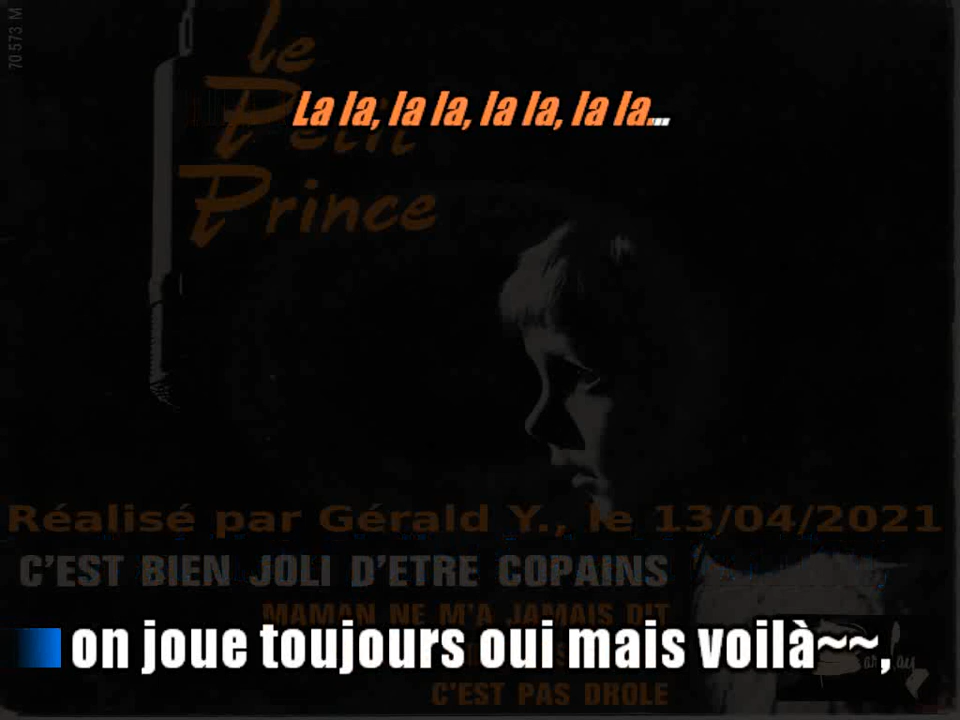 70 573 M
le
Petit
Prince
La la, la la, la la, la la...
Réalisé par Gérald Y., le 13/04/2021
C'EST BIEN JOLI D'ETRE COPAINS
MAMAN NE M'A JAMAIS DIT
on joue toujours oui mais voilà~~,
C'EST PAS DROLE